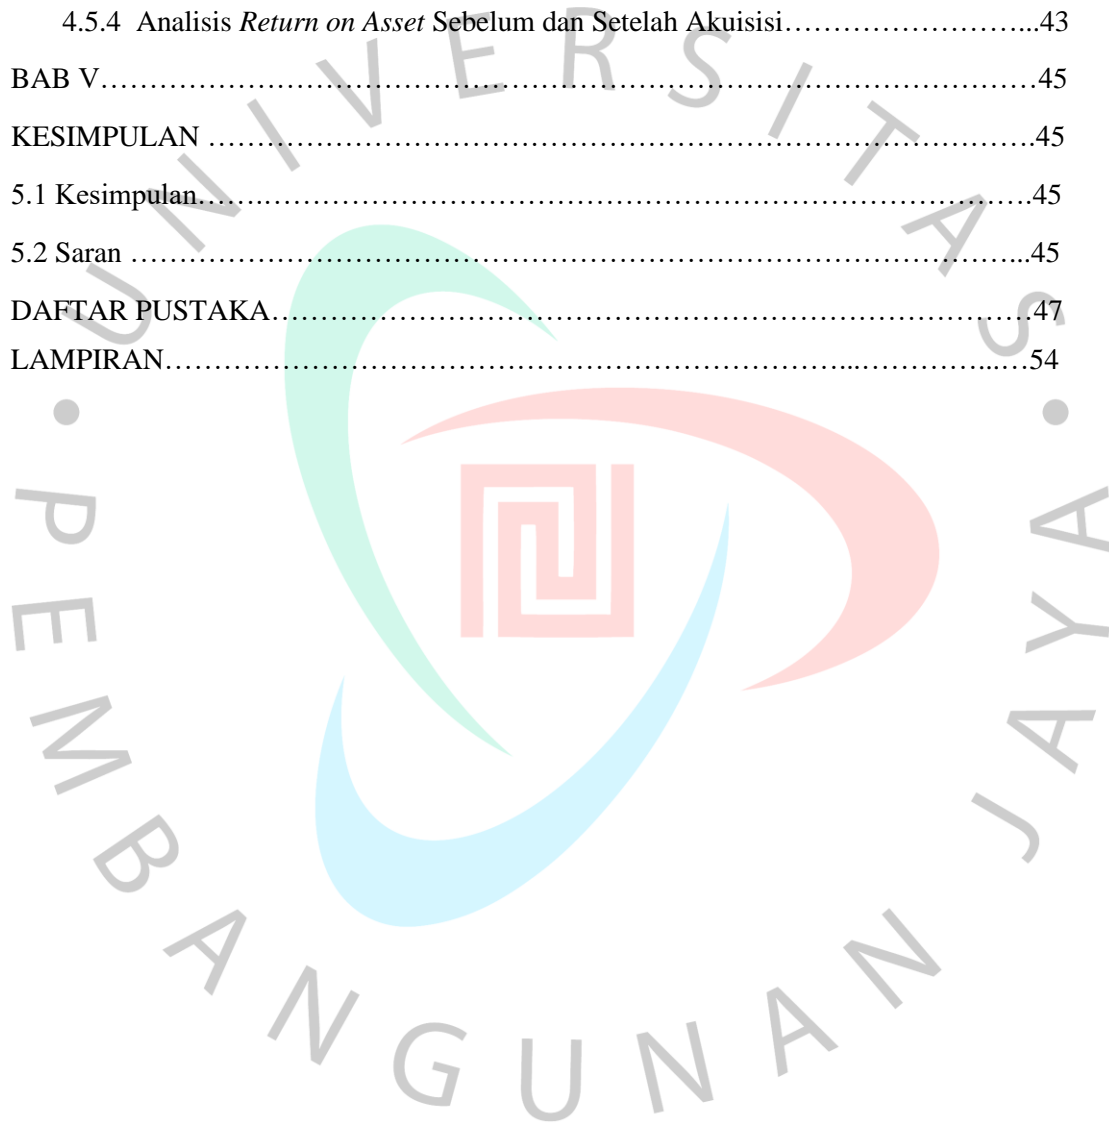 4.5.4 Analisis Return on Asset Sebelum dan Setelah Akuisisi……………………...43
BAB V…………………………………………………………………………………45
KESIMPULAN ………………………………………………………………………….45
5.1 Kesimpulan………………………………………………………………………….45
5.2 Saran ………………………………………………………………………………...45
DAFTAR PUSTAKA……………………………………………………………………47
LAMPIRAN……………………………………………………………...…………...…54
UNIVERSITAS
PEMBANGUNAN JAYA